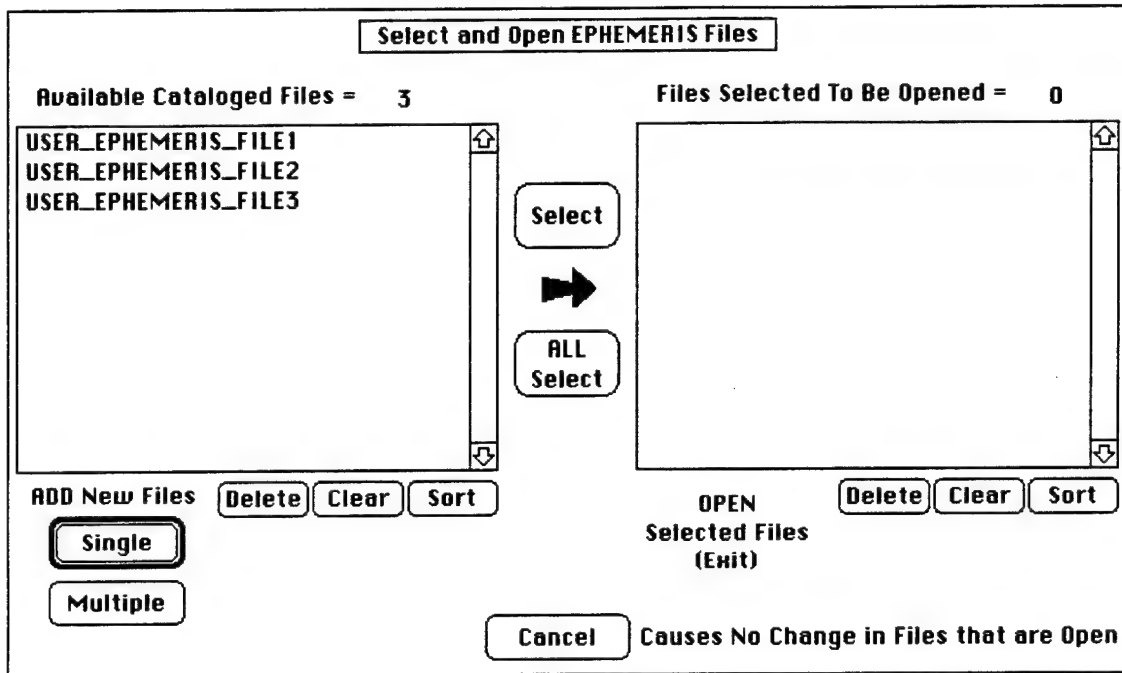 Select and Open EPHEMERIS Files
Available Cataloged Files = 3
Files Selected To Be Opened = 0
USER_EPHEMERIS_FILE1
USER_EPHEMERIS_FILE2
USER_EPHEMERIS_FILE3
Select
ALL
Select
ADD New Files
Delete
Clear
Sort
Single
Multiple
OPEN
Selected Files
(Exit)
Delete
Clear
Sort
Cancel
Causes No Change in Files that are Open